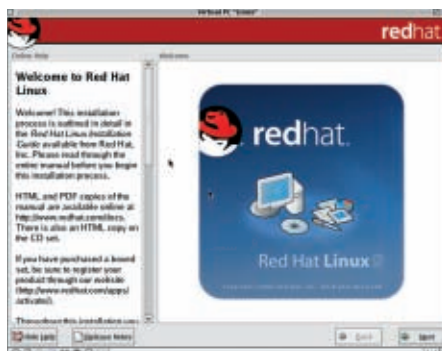 Virtual PC "Linux"
redhat
Online Help
Welcome
Welcome to Red Hat
Linux
Welcome! This installation
process is outlined in detail in
the Red Hat Linux Installation
Guide available from Red Hat,
Inc. Please read through the
entire manual before you begin
this installation process.
HTML and PDF copies of the
manual are available online at
http://www.redhat.com/docs.
There is also an HTML copy on
the CD set.
If you have purchased a boxed
set, be sure to register your
product through our website
(http://www.redhat.com/apps/
activate/).
Throughout this installation you
redhat.
Red Hat Linux
Hide Help
Release Notes
Back
Next